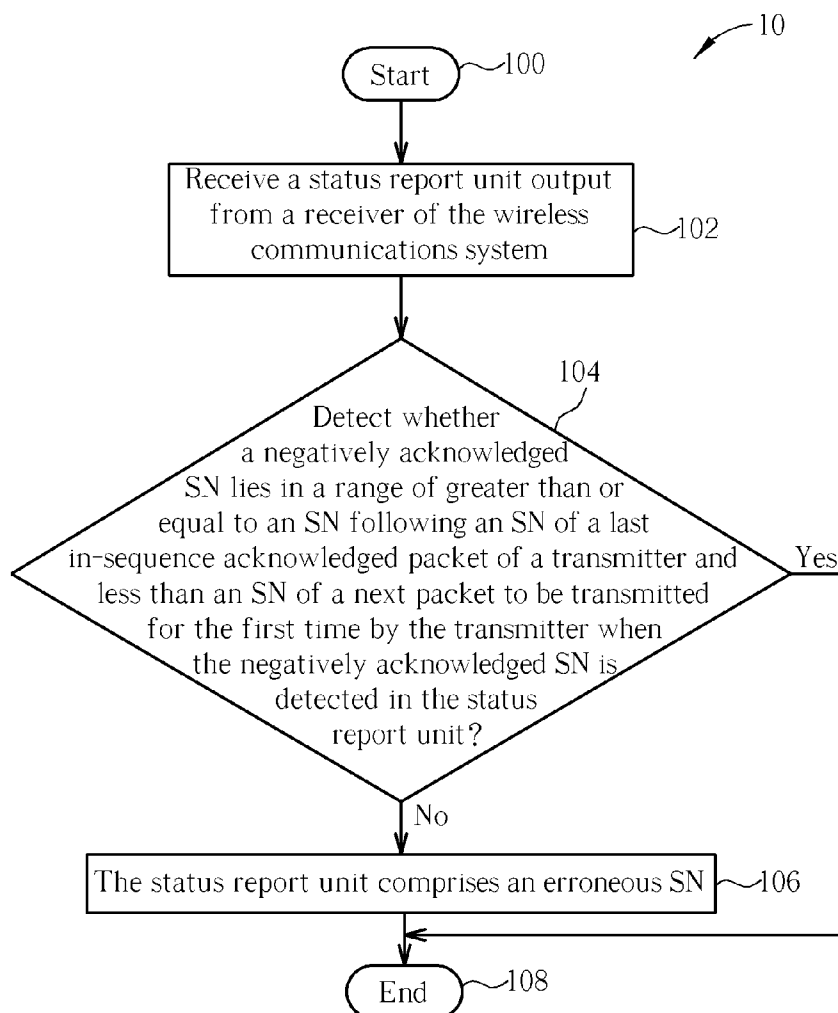 10
Start
100
Receive a status report unit output
from a receiver of the wireless
communications system
102
104
Detect whether
a negatively acknowledged
SN lies in a range of greater than or
equal to an SN following an SN of a last
in-sequence acknowledged packet of a transmitter and
less than an SN of a next packet to be transmitted
for the first time by the transmitter when
the negatively acknowledged SN is
detected in the status
report unit?
Yes
No
The status report unit comprises an erroneous SN
106
End
108